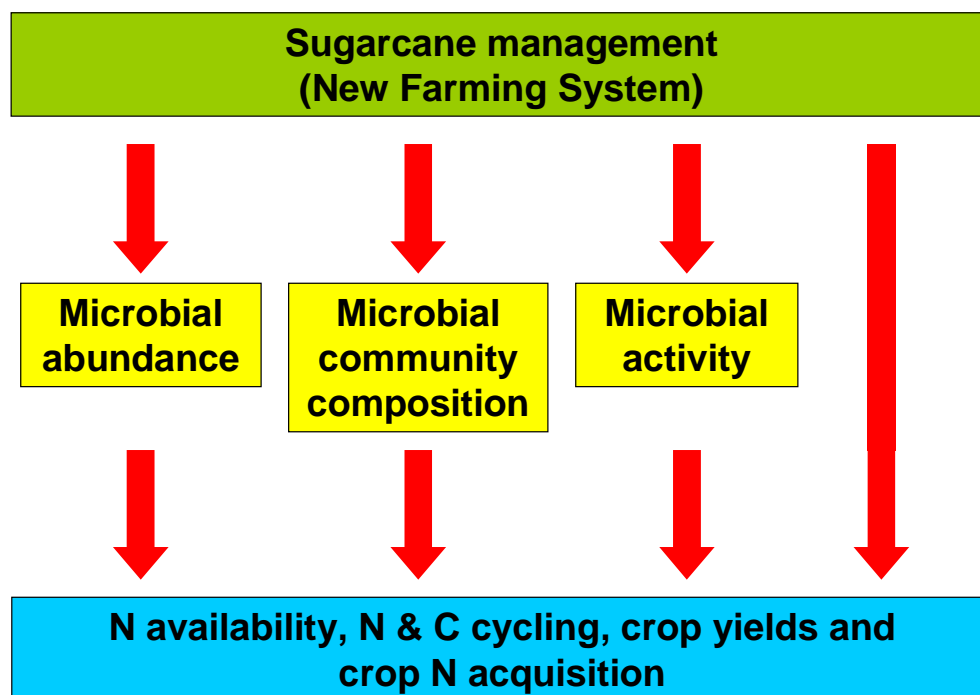 Sugarcane management
(New Farming System)
Microbial
abundance
Microbial
community
composition
Microbial
activity
N availability, N & C cycling, crop yields and
crop N acquisition